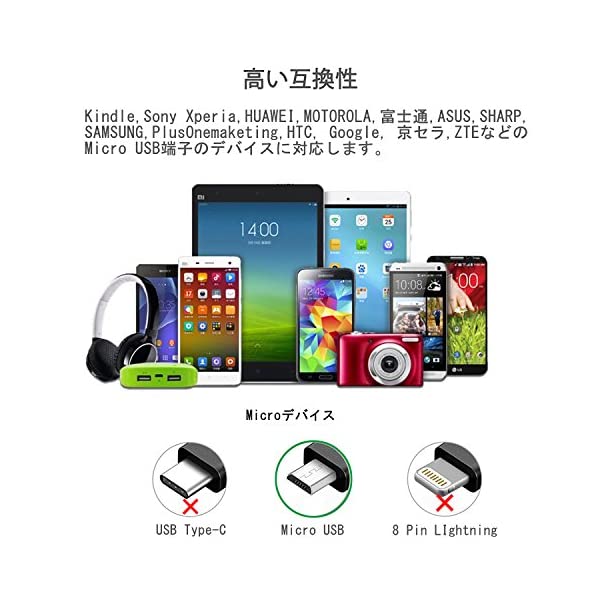 高い互換性
Kindle,Sony Xperia,HUAWEI,MOTOROLA,富士通,ASUS,SHARP,
SAMSUNG,PlusOnemaketing,HTC, Google, 京セラ,ZTEなどの
Micro USB端子のデバイスに対応します。
14:00
Microデバイス
USB Type-C
Micro USB
8 Pin LIghtning